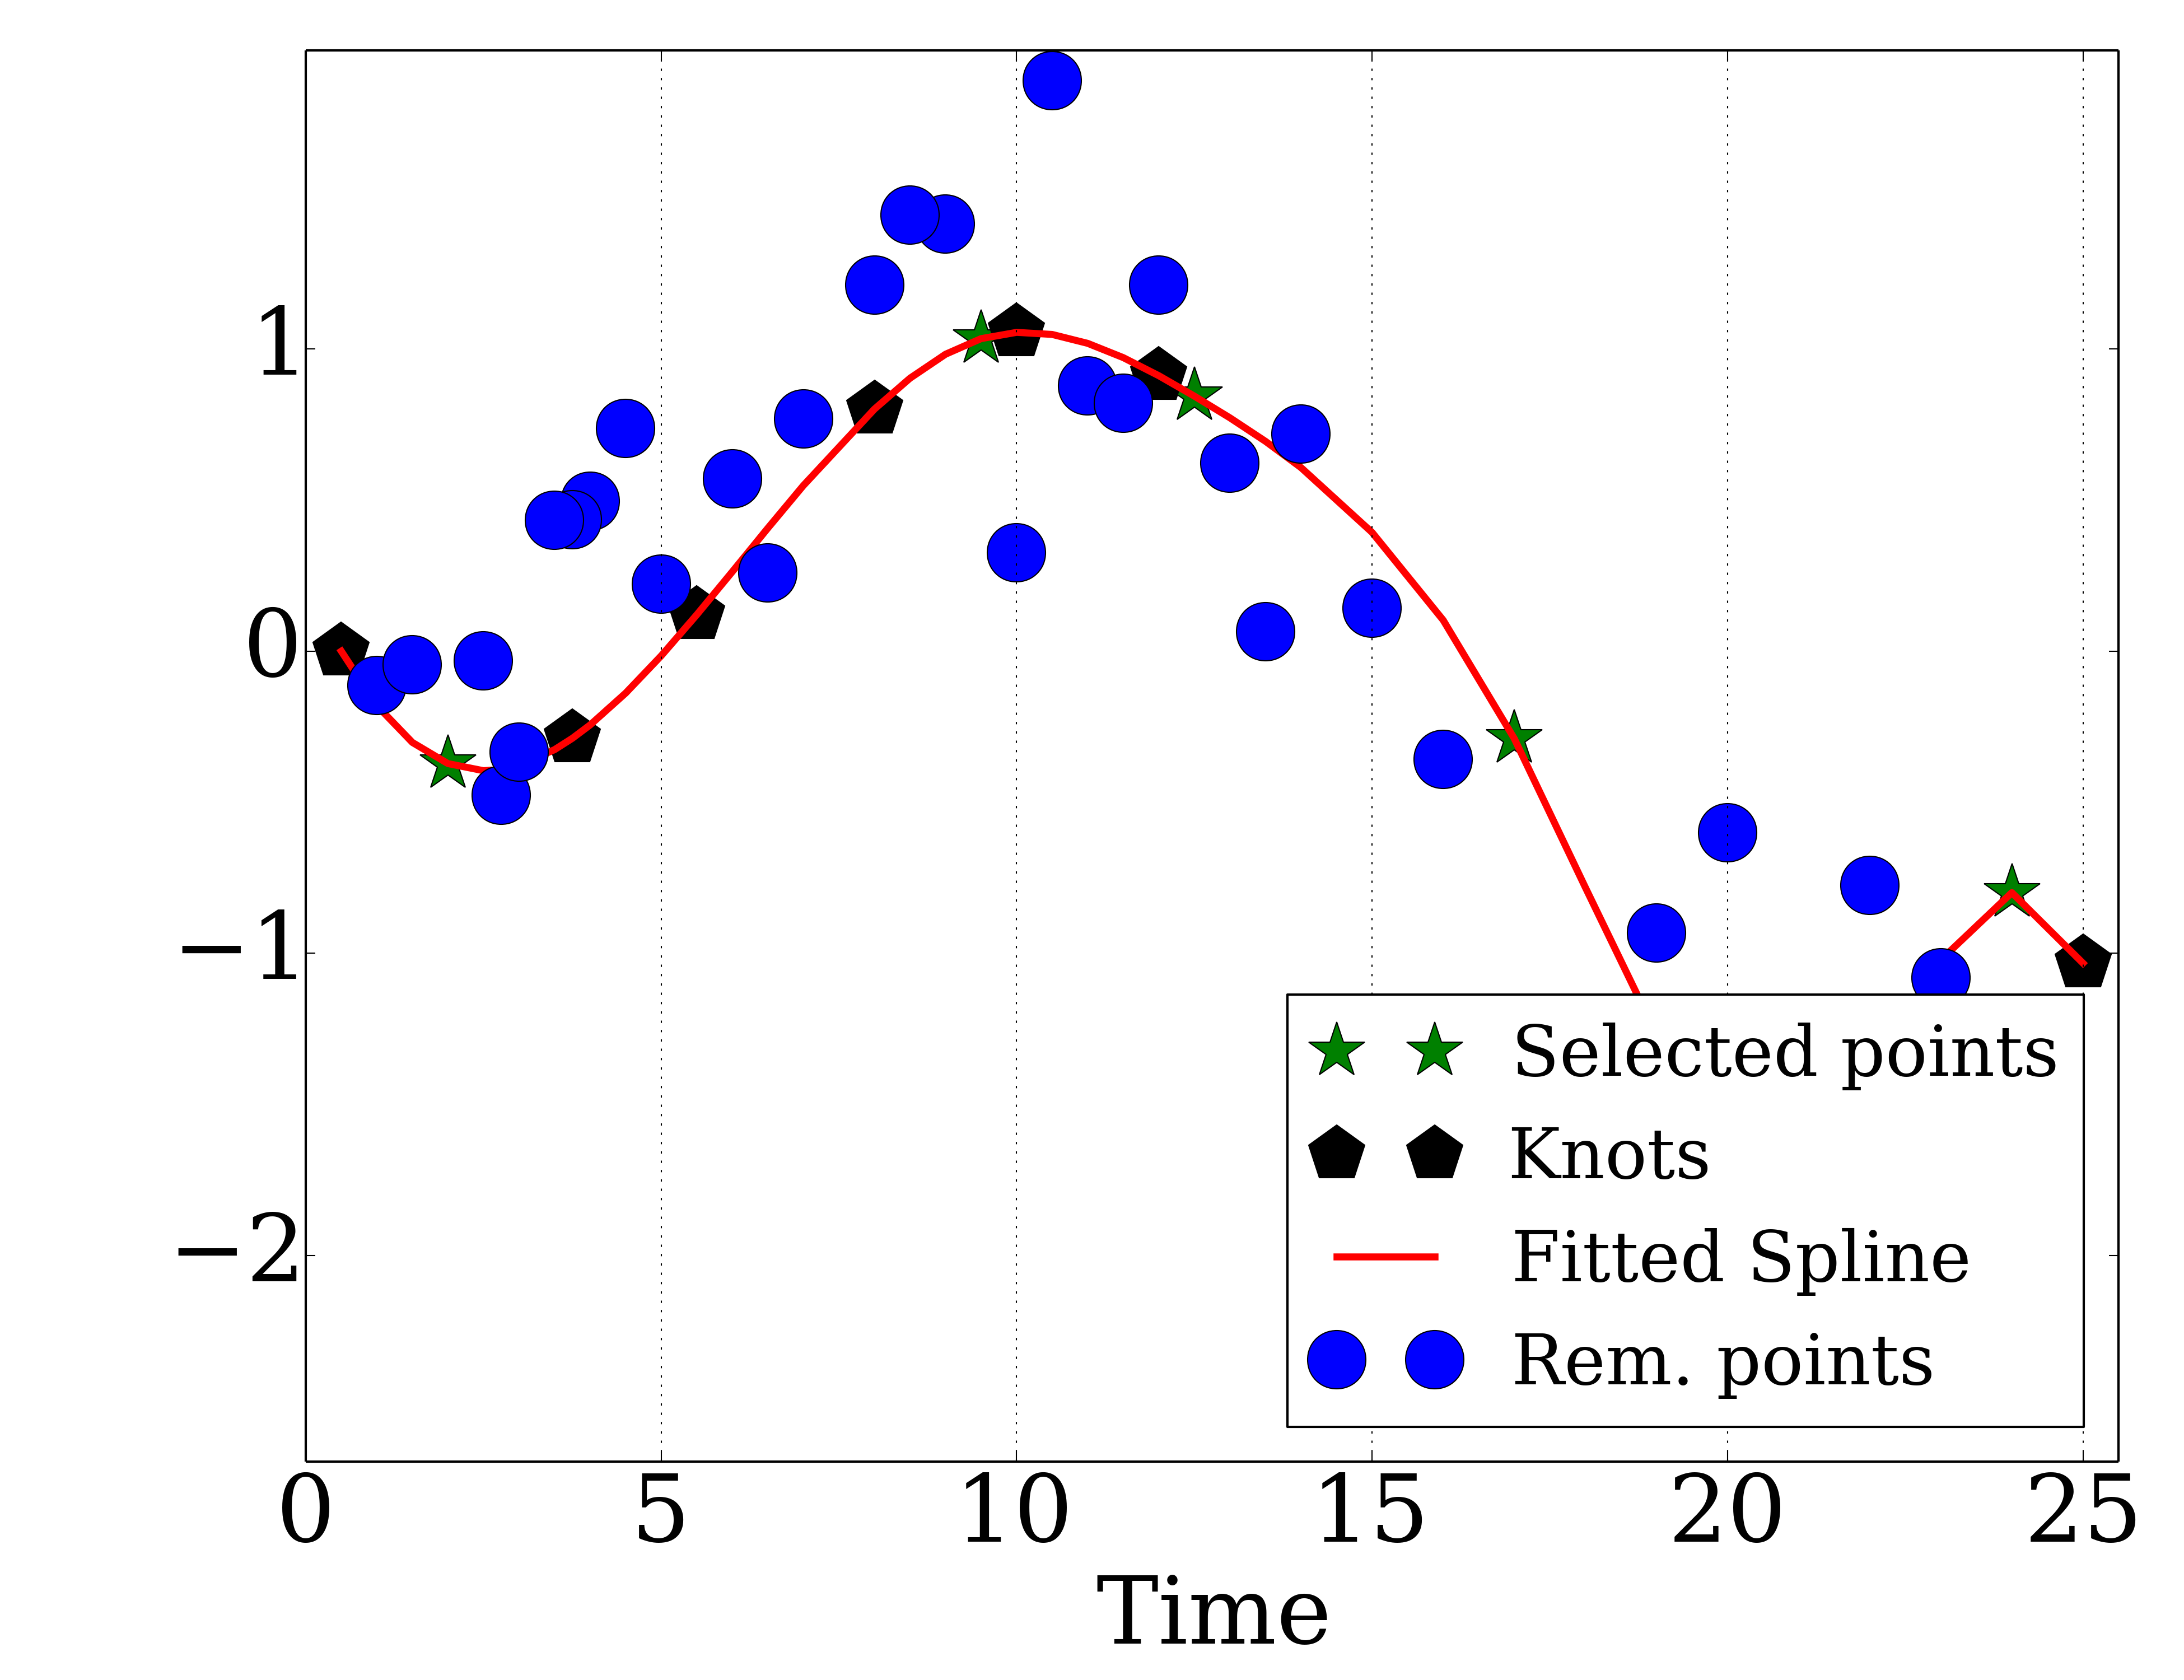 1
0
−1
−2
Selected points
Knots
Fitted Spline
Rem. points
0 5 10 15 20 25
Time